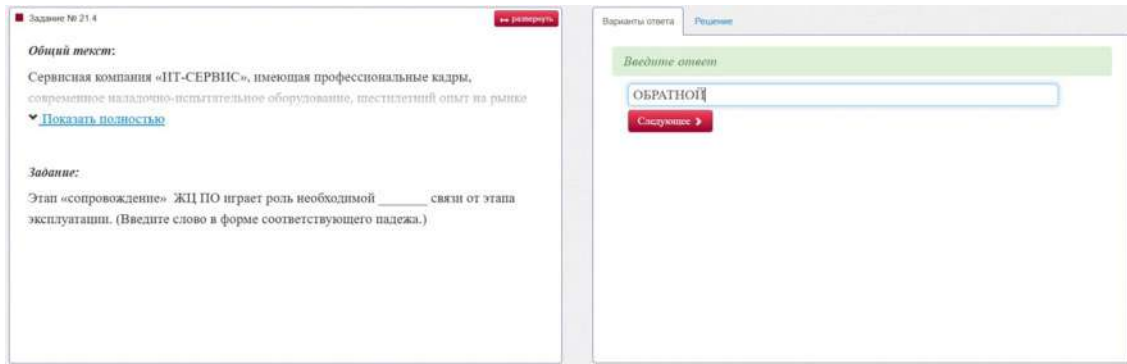 Задание № 21.4
развернуть
Общий текст:
Сервисная компания «ИТ-СЕРВИС», имеющая профессиональные кадры,
современное наладочно-испытательное оборудование, шестилетний опыт на рынке
Показать полностью
Задание:
Этап «сопровождение» ЖЦ ПО играет роль необходимой _______ связи от этапа
эксплуатации. (Введите слово в форме соответствующего падежа.)
Варианты ответа
Решение
Введите ответ
ОБРАТНОЙ
Следующее